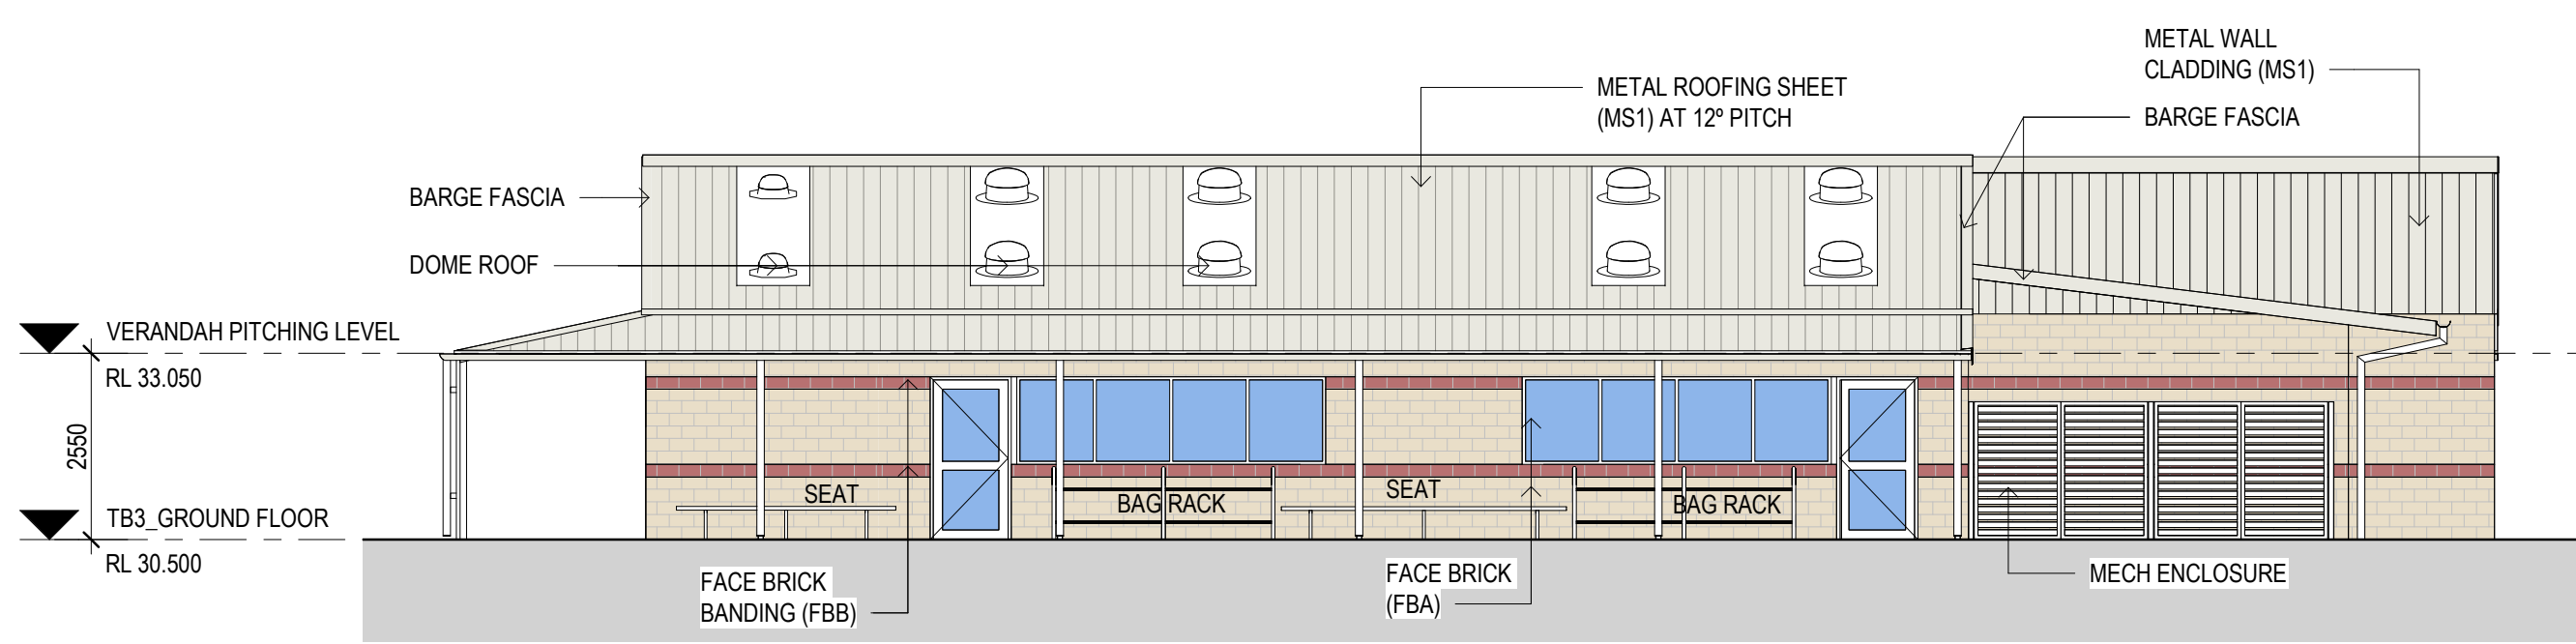 METAL WALL
CLADDING (MS1)
METAL ROOFING SHEET
(MS1) AT 12º PITCH
BARGE FASCIA
BARGE FASCIA
DOME ROOF
VERANDAH PITCHING LEVEL
RL 33.050
2550
SEAT
SEAT
BAG RACK
BAG RACK
TB3_GROUND FLOOR
RL 30.500
FACE BRICK
BANDING (FBB)
FACE BRICK
(FBA)
MECH ENCLOSURE